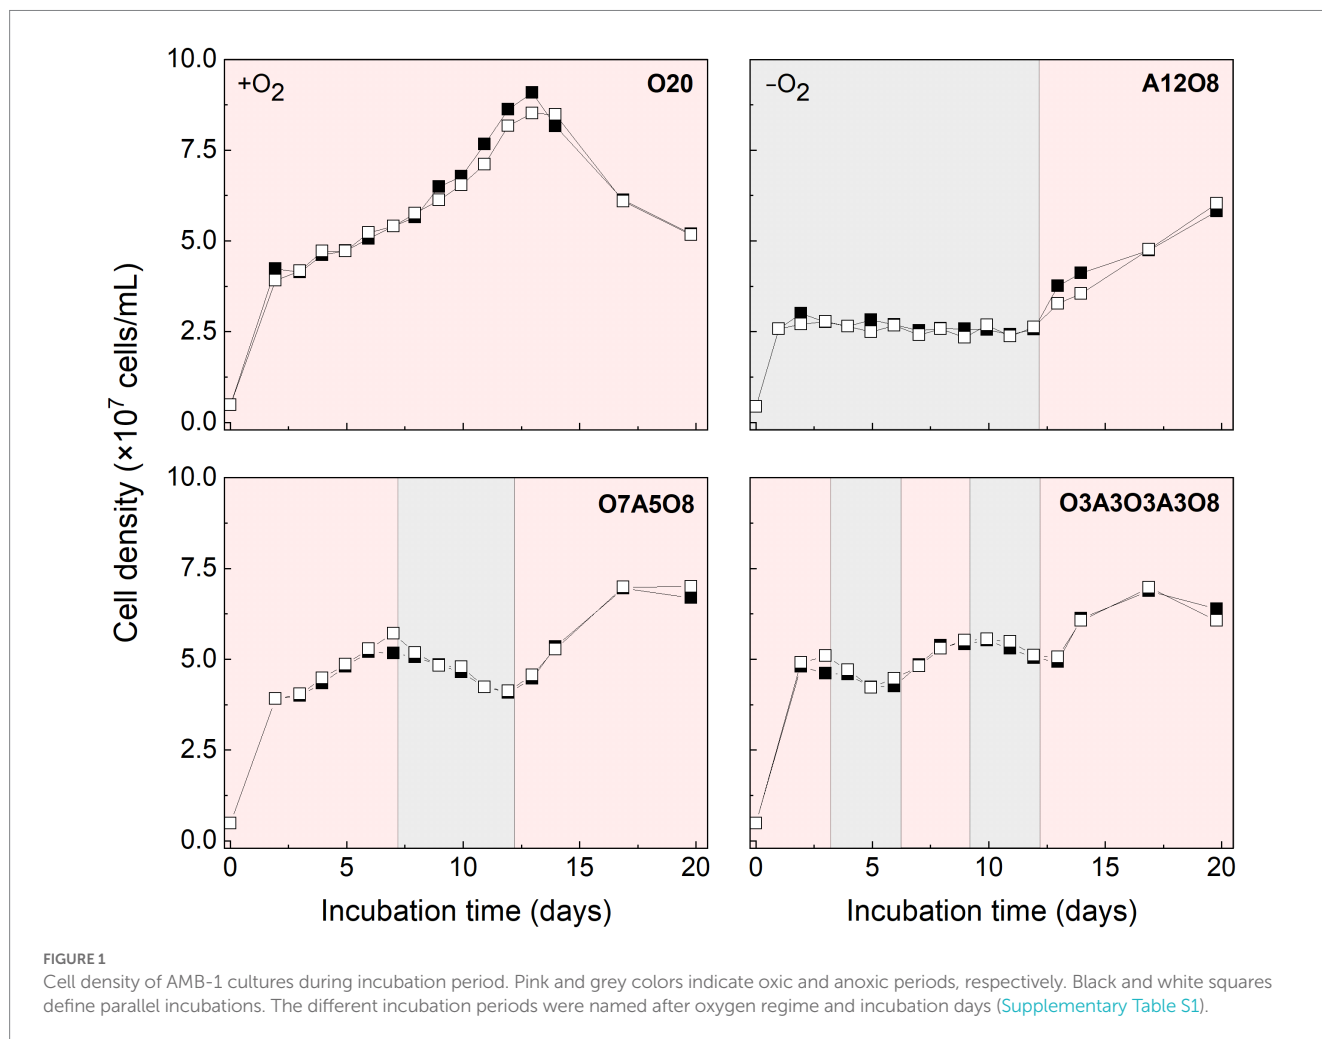 Cell density (×10⁷ cells/mL)
10.0
7.5
5.0
2.5
0.0
+O₂
O20
−O₂
A12O8
10.0
7.5
5.0
2.5
0.0
O7A5O8
O3A3O3A3O8
0 5 10 15 20
0 5 10 15 20
Incubation time (days)
Incubation time (days)
FIGURE 1
Cell density of AMB-1 cultures during incubation period. Pink and grey colors indicate oxic and anoxic periods, respectively. Black and white squares
define parallel incubations. The different incubation periods were named after oxygen regime and incubation days (Supplementary Table S1).